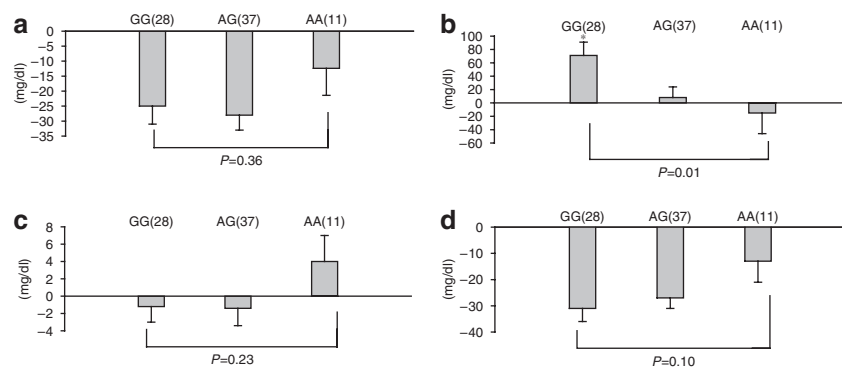 a
GG(28) AG(37) AA(11)
0
−5
−10
−15
−20
−25
−30
−35
(mg/dl)
P=0.36
b
GG(28) AG(37) AA(11)
100
80
60
40
20
0
−20
−40
−60
(mg/dl)
*
P=0.01
c
GG(28) AG(37) AA(11)
8
6
4
2
0
−2
−4
(mg/dl)
P=0.23
d
GG(28) AG(37) AA(11)
0
−10
−20
−30
−40
(mg/dl)
P=0.10